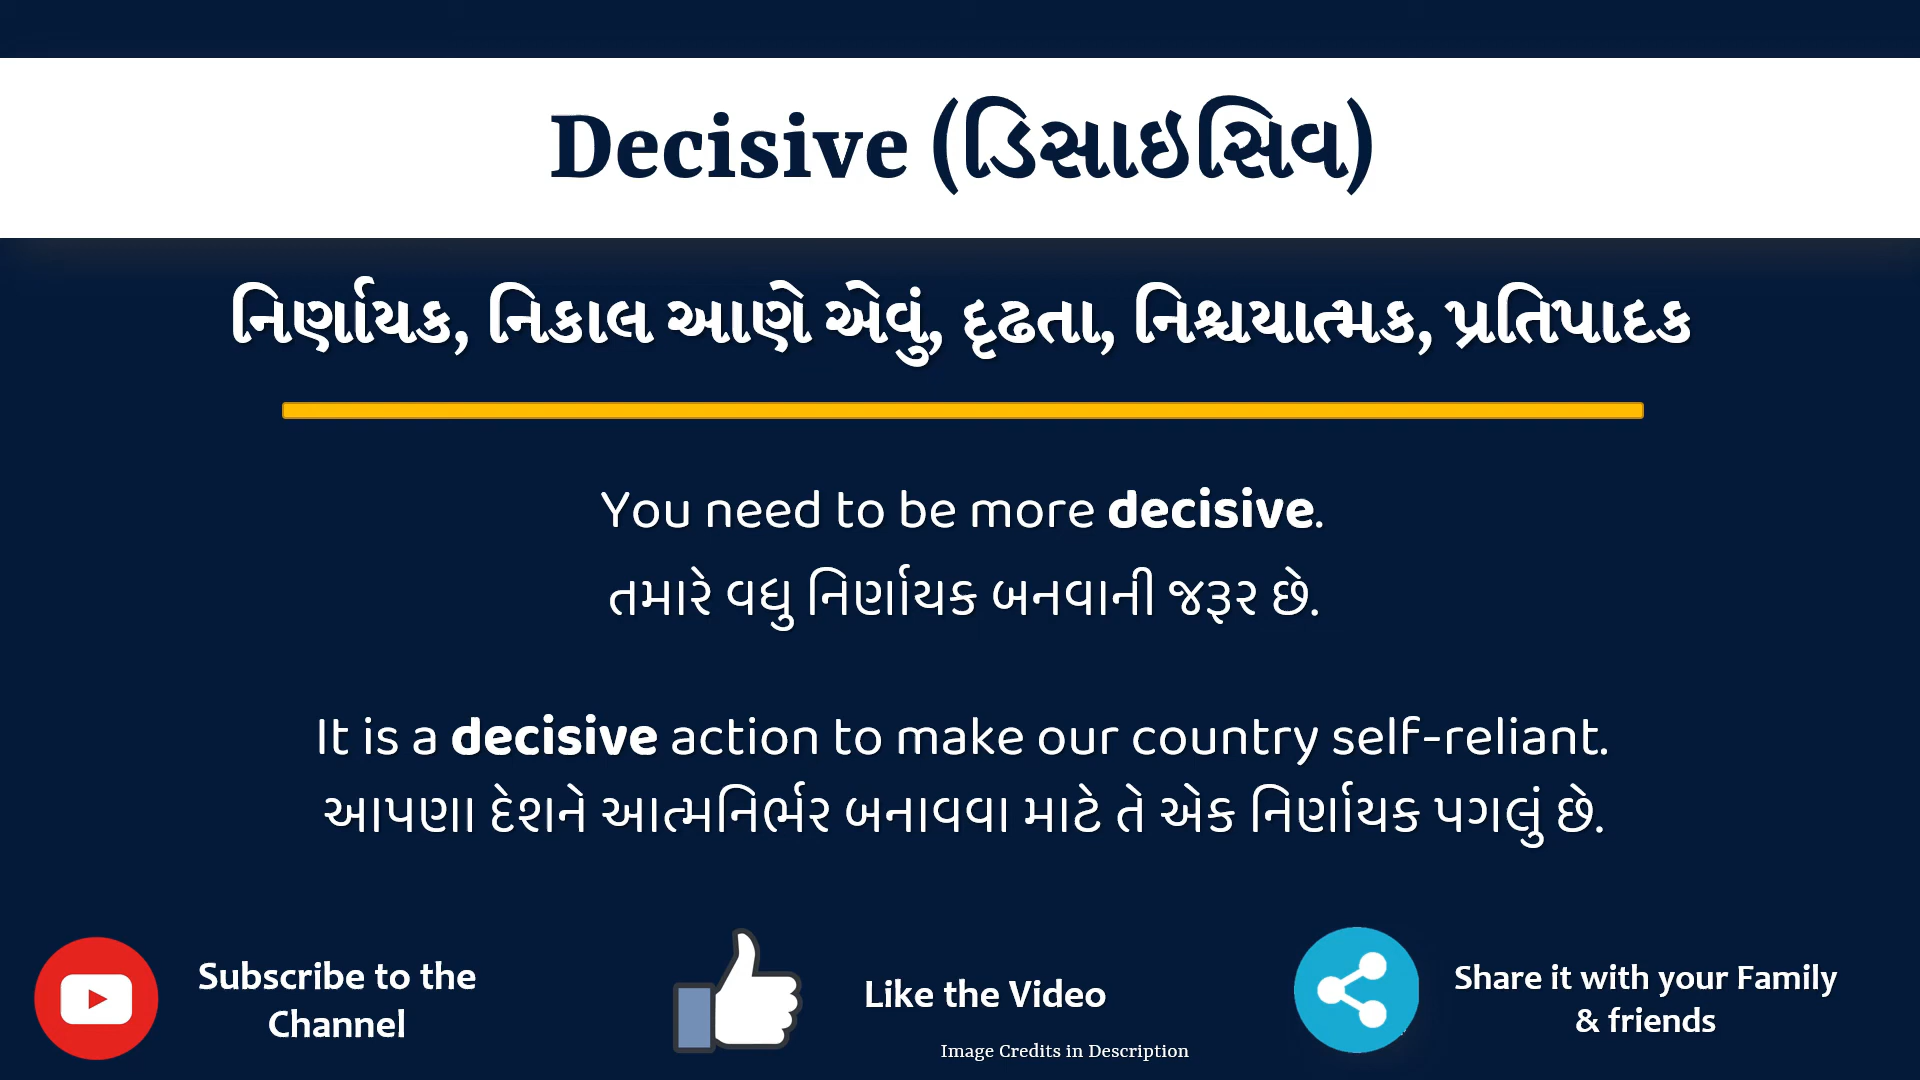 Decisive (ડિસાઇસિવ)
નિર્ણાયક, નિકાલ આણે એવું, દૃઢતા, નિશ્ચયાત્મક, પ્રતિપાદક
You need to be more decisive.
તમારે વધુ નિર્ણાયક બનવાની જરૂર છે.
It is a decisive action to make our country self-reliant.
આપણા દેશને આત્મનિર્ભર બનાવવા માટે તે એક નિર્ણાયક પગલું છે.
Subscribe to the
Channel
Like the Video
Share it with your Family
& friends
Image Credits in Description